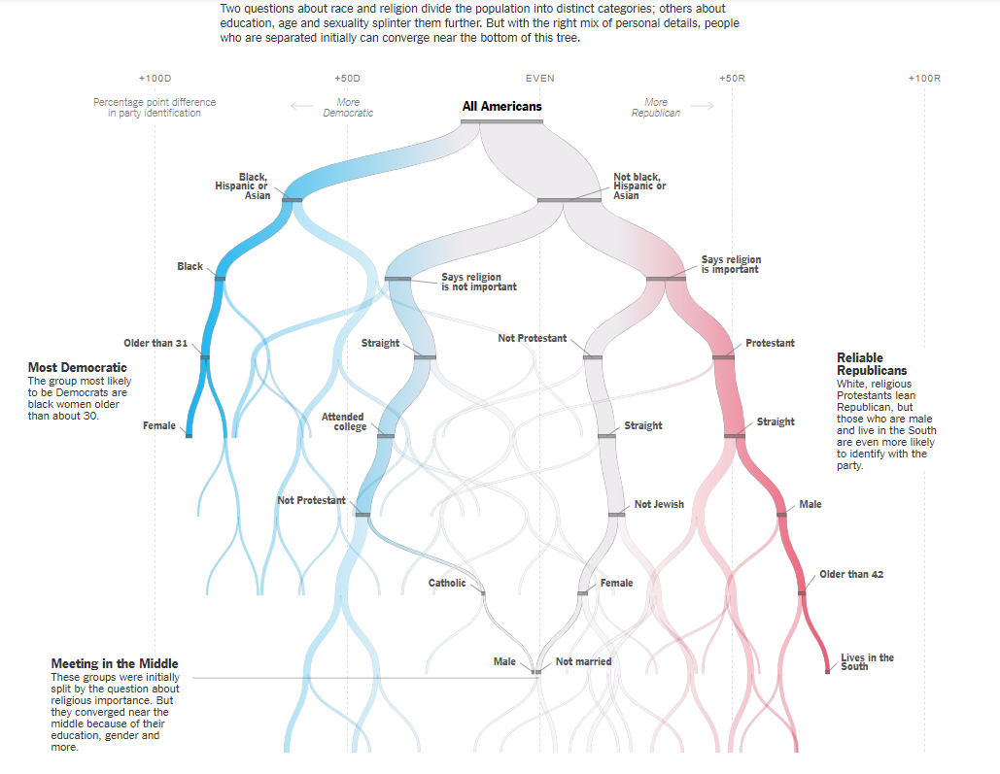 Two questions about race and religion divide the population into distinct categories; others about
education, age and sexuality splinter them further. But with the right mix of personal details, people
who are separated initially can converge near the bottom of this tree.
+100D
+50D
EVEN
+50R
+100R
Percentage point difference
in party identification
More
Democratic
All Americans
More
Republican
Black,
Hispanic or
Asian
Not black,
Hispanic or
Asian
Black
Says religion
is not important
Says religion
is important
Older than 31
Straight
Not Protestant
Protestant
Most Democratic
The group most likely
to be Democrats are
black women older
than about 30.
Reliable
Republicans
White, religious
Protestants lean
Republican, but
those who are male
and live in the South
are even more likely
to identify with the
party.
Female
Attended
college
Straight
Straight
Not Protestant
Not Jewish
Male
Catholic
Female
Older than 42
Meeting in the Middle
These groups were initially
split by the question about
religious importance. But
they converged near the
middle because of their
education, gender and
more.
Male
Not married
Lives in the
South